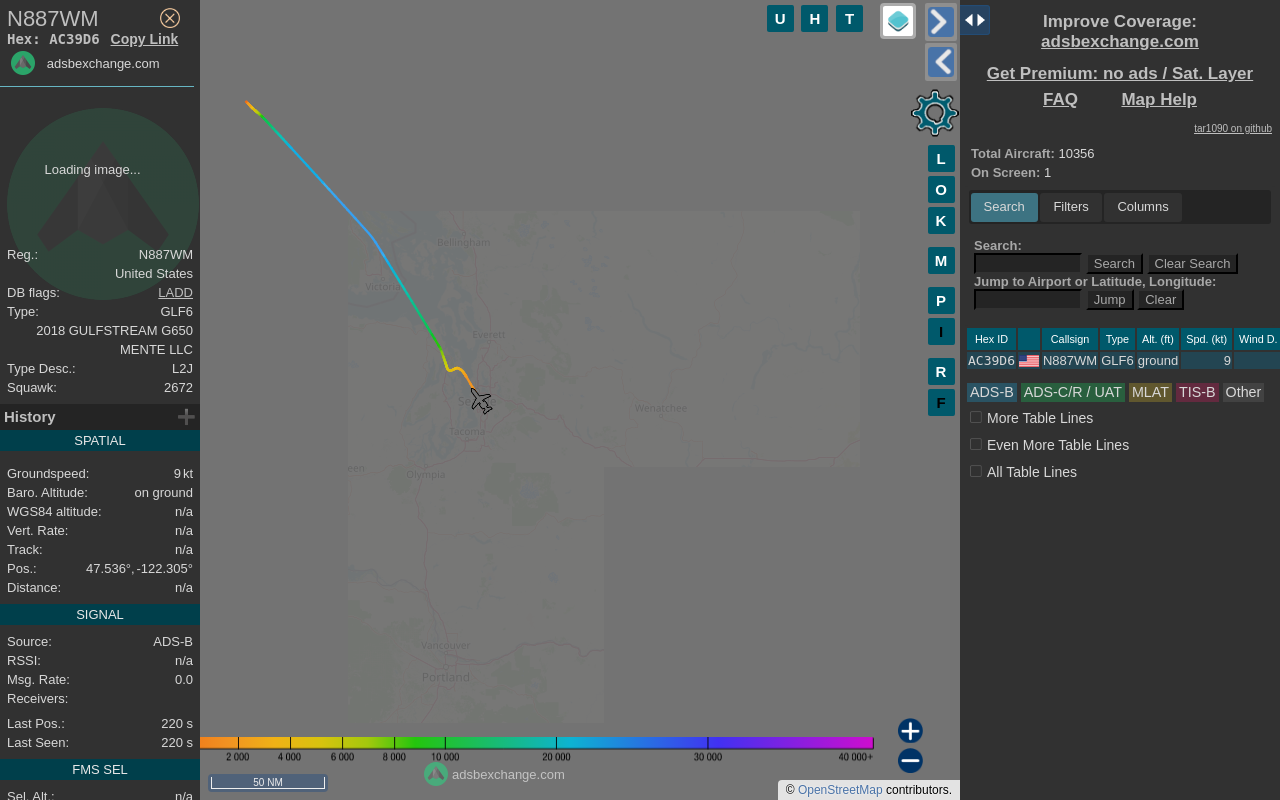 N887WM
Hex: AC39D6 Copy Link
adsbexchange.com
Loading image...
Reg.: N887WM
United States
DB flags: LADD
Type: GLF6
2018 GULFSTREAM G650
MENTE LLC
Type Desc.: L2J
Squawk: 2672
History
SPATIAL
Groundspeed: 9 kt
Baro. Altitude: on ground
WGS84 altitude: n/a
Vert. Rate: n/a
Track: n/a
Pos.: 47.536°, -122.305°
Distance: n/a
SIGNAL
Source: ADS-B
RSSI: n/a
Msg. Rate: 0.0
Receivers:
Last Pos.: 220 s
Last Seen: 220 s
FMS SEL
Sel. Alt.: n/a
U H T
L
O
K
M
P
I
R
F
Bellingham
Victoria
Everett
Wenatchee
Tacoma
een
Olympia
Vancouver
Portland
2 000 4 000 6 000 8 000 10 000 20 000 30 000 40 000+
adsbexchange.com
50 NM
© OpenStreetMap contributors.
Improve Coverage:
adsbexchange.com
Get Premium: no ads / Sat. Layer
FAQ Map Help
tar1090 on github
Total Aircraft: 10356
On Screen: 1
Search Filters Columns
Search:
Search Clear Search
Jump to Airport or Latitude, Longitude:
Jump Clear
Hex ID Callsign Type Alt. (ft) Spd. (kt) Wind D.
AC39D6 N887WM GLF6 ground 9
ADS-B ADS-C/R / UAT MLAT TIS-B Other
More Table Lines
Even More Table Lines
All Table Lines